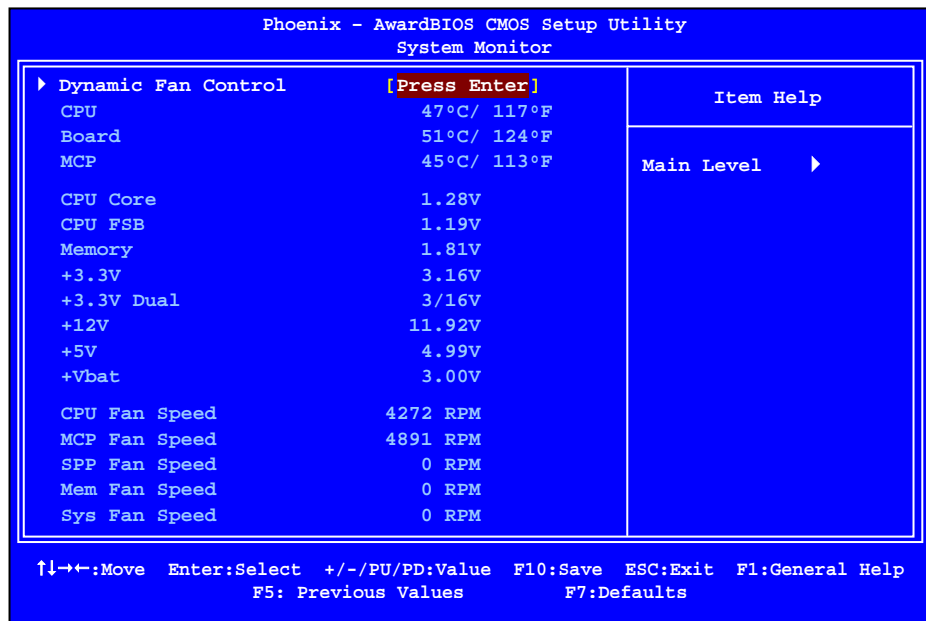 Phoenix - AwardBIOS CMOS Setup Utility
System Monitor
Dynamic Fan Control [Press Enter]
CPU 47°C/ 117°F
Board 51°C/ 124°F
MCP 45°C/ 113°F
CPU Core 1.28V
CPU FSB 1.19V
Memory 1.81V
+3.3V 3.16V
+3.3V Dual 3/16V
+12V 11.92V
+5V 4.99V
+Vbat 3.00V
CPU Fan Speed 4272 RPM
MCP Fan Speed 4891 RPM
SPP Fan Speed 0 RPM
Mem Fan Speed 0 RPM
Sys Fan Speed 0 RPM
Item Help
Main Level
↑↓→←:Move Enter:Select +/-/PU/PD:Value F10:Save ESC:Exit F1:General Help
F5: Previous Values F7:Defaults